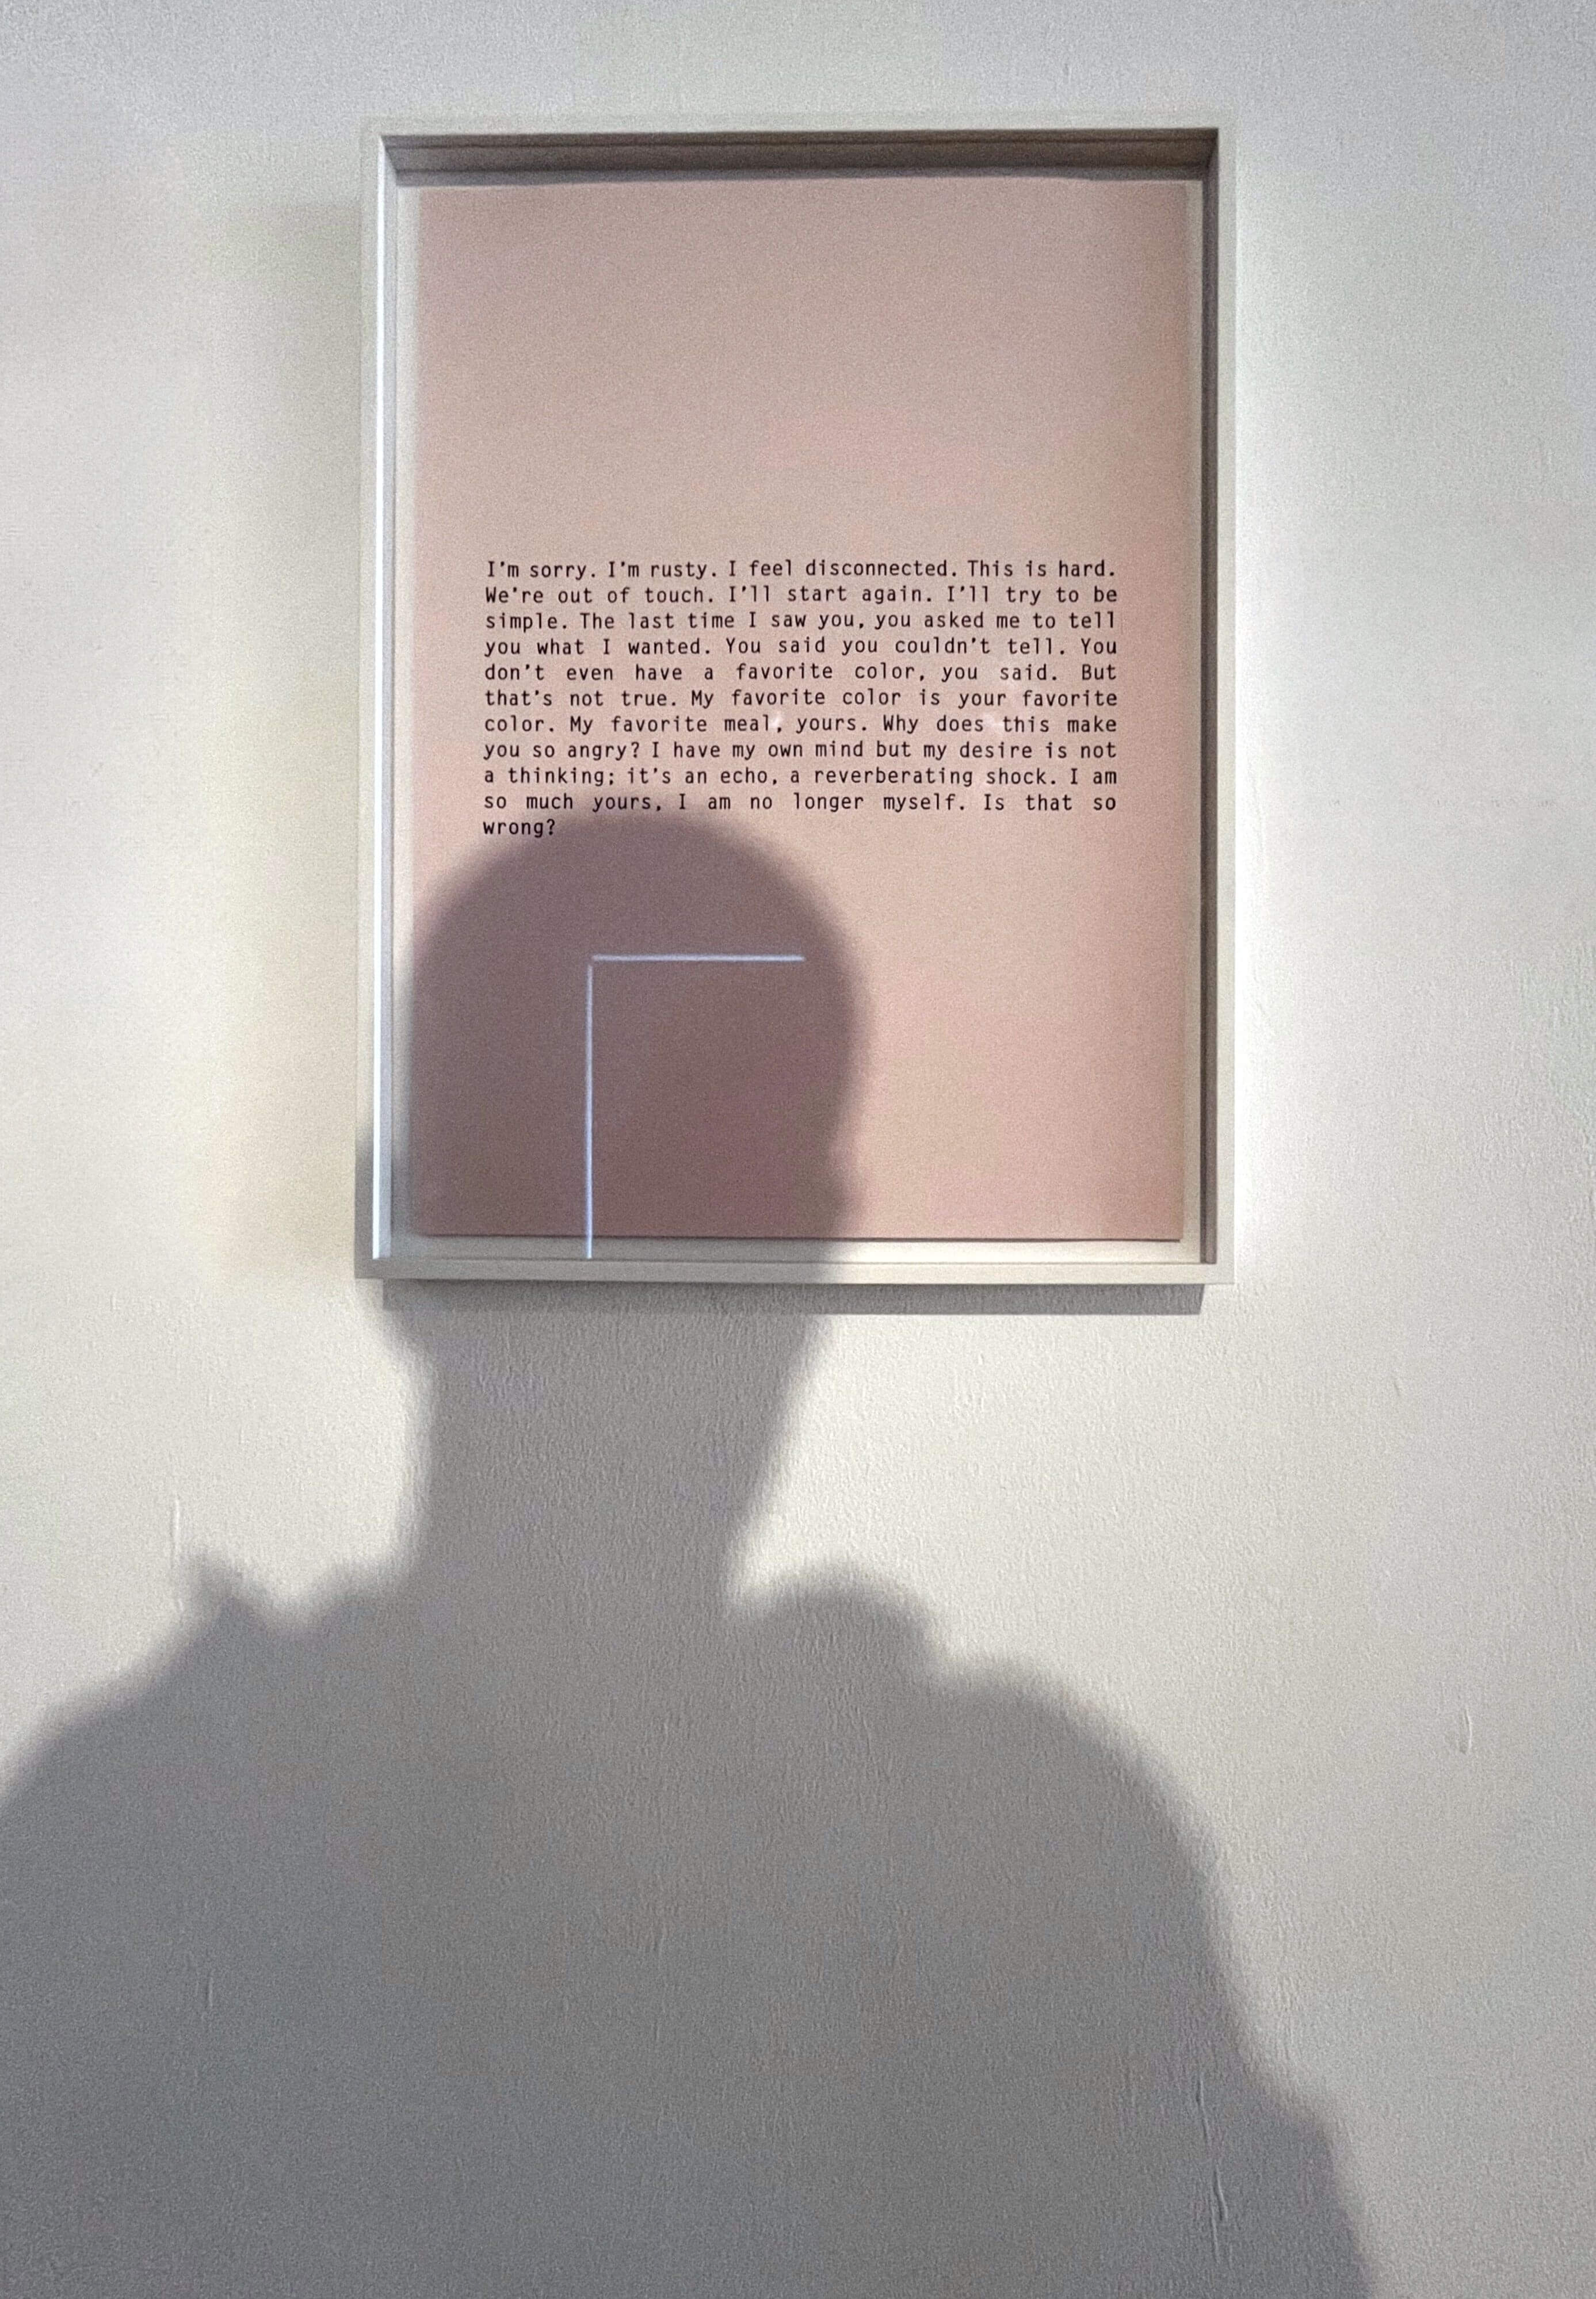 I'm sorry. I'm rusty. I feel disconnected. This is hard.
We're out of touch. I'll start again. I'll try to be
simple. The last time I saw you, you asked me to tell
you what I wanted. You said you couldn't tell. You
don't even have a favorite color, you said. But
that's not true. My favorite color is your favorite
color. My favorite meal, yours. Why does this make
you so angry? I have my own mind but my desire is not
a thinking; it's an echo, a reverberating shock. I am
so much yours, I am no longer myself. Is that so
wrong?